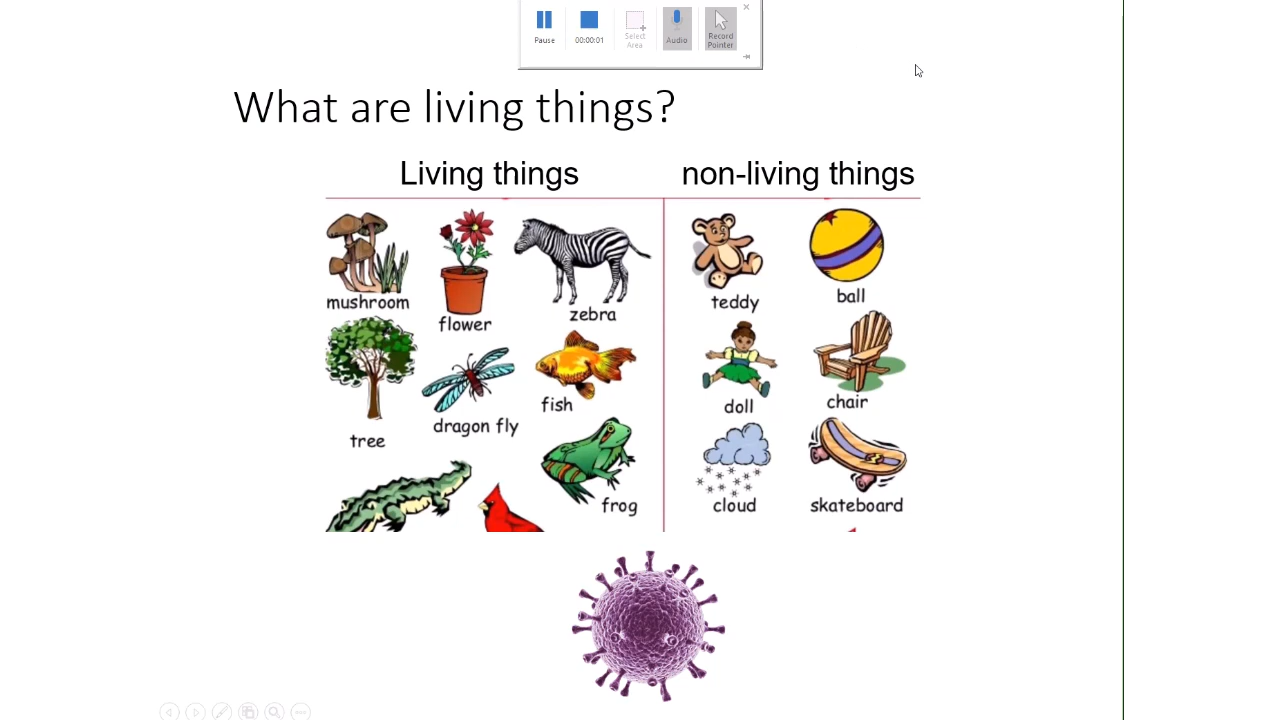 Pause
00:00:01
Select
Area
Audio
Record
Pointer
What are living things?
Living things
non-living things
mushroom
flower
zebra
teddy
ball
tree
dragon fly
fish
doll
chair
frog
cloud
skateboard